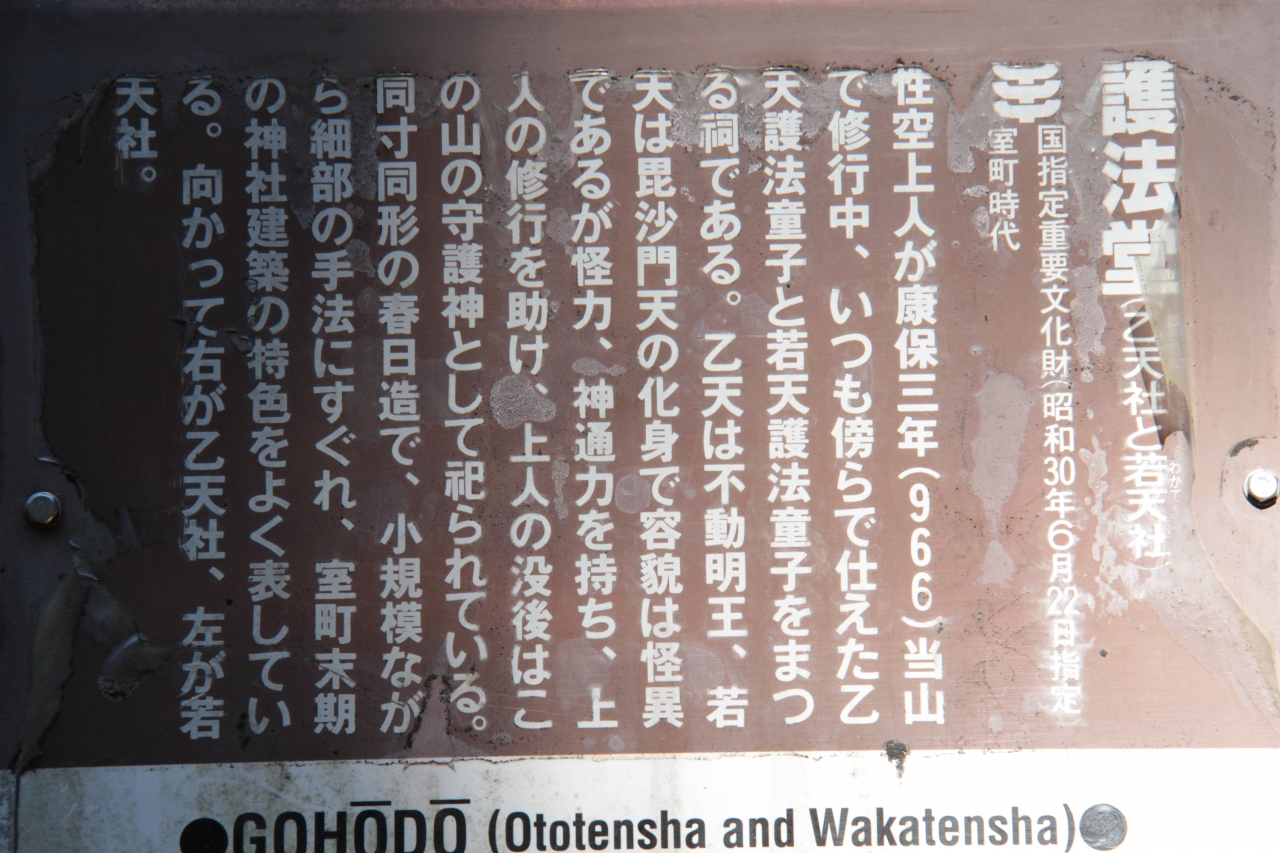 護法堂(乙天社と若天社)
わかて
国指定重要文化財(昭和30年6月22日指定)
室町時代
性空上人が康保三年(966)当山
で修行中、いつも傍らで仕えた乙
天護法童子と若天護法童子をまつ
る祠である。乙天は不動明王、若
天は毘沙門天の化身で容貌は怪異
であるが怪力、神通力を持ち、上
人の修行を助け、上人の没後はこ
の山の守護神として祀られている。
同寸同形の春日造で、小規模なが
ら細部の手法にすぐれ、室町末期
の神社建築の特色をよく表してい
る。向かって右が乙天社、左が若
天社。
●GOHŌDŌ (Ototensha and Wakatensha)●